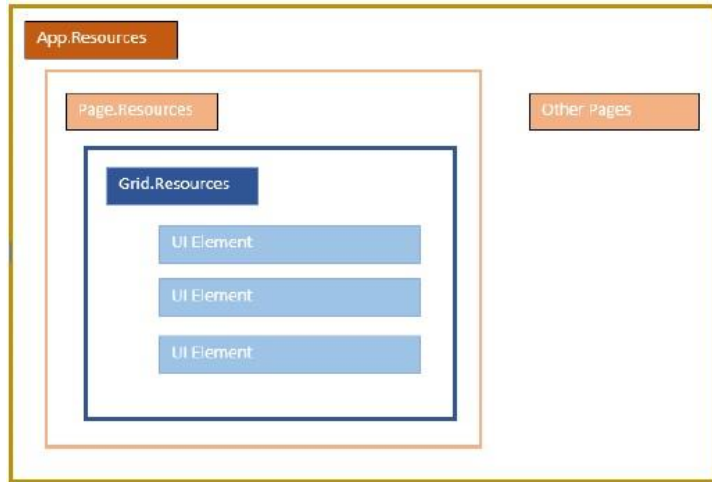 App.Resources
Page.Resources
Other Pages
Grid.Resources
UI Element
UI Element
UI Element